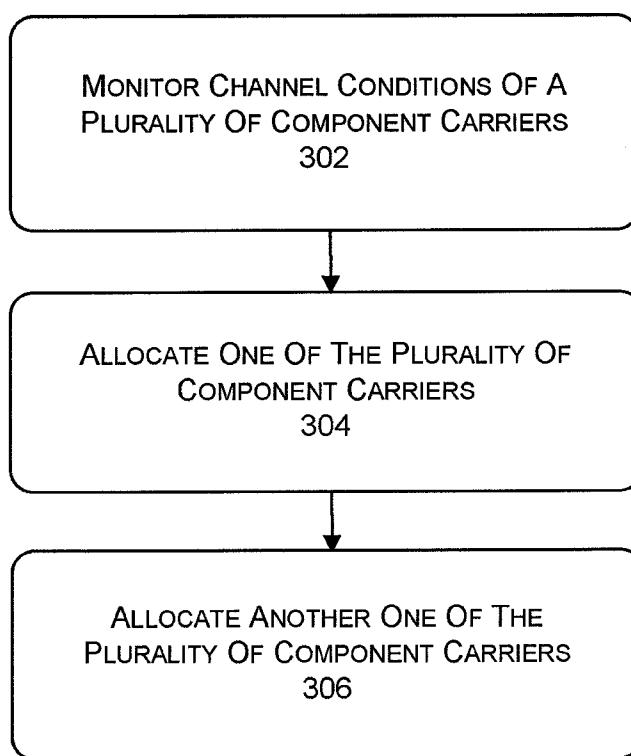 MONITOR CHANNEL CONDITIONS OF A
PLURALITY OF COMPONENT CARRIERS
302
ALLOCATE ONE OF THE PLURALITY OF
COMPONENT CARRIERS
304
ALLOCATE ANOTHER ONE OF THE
PLURALITY OF COMPONENT CARRIERS
306